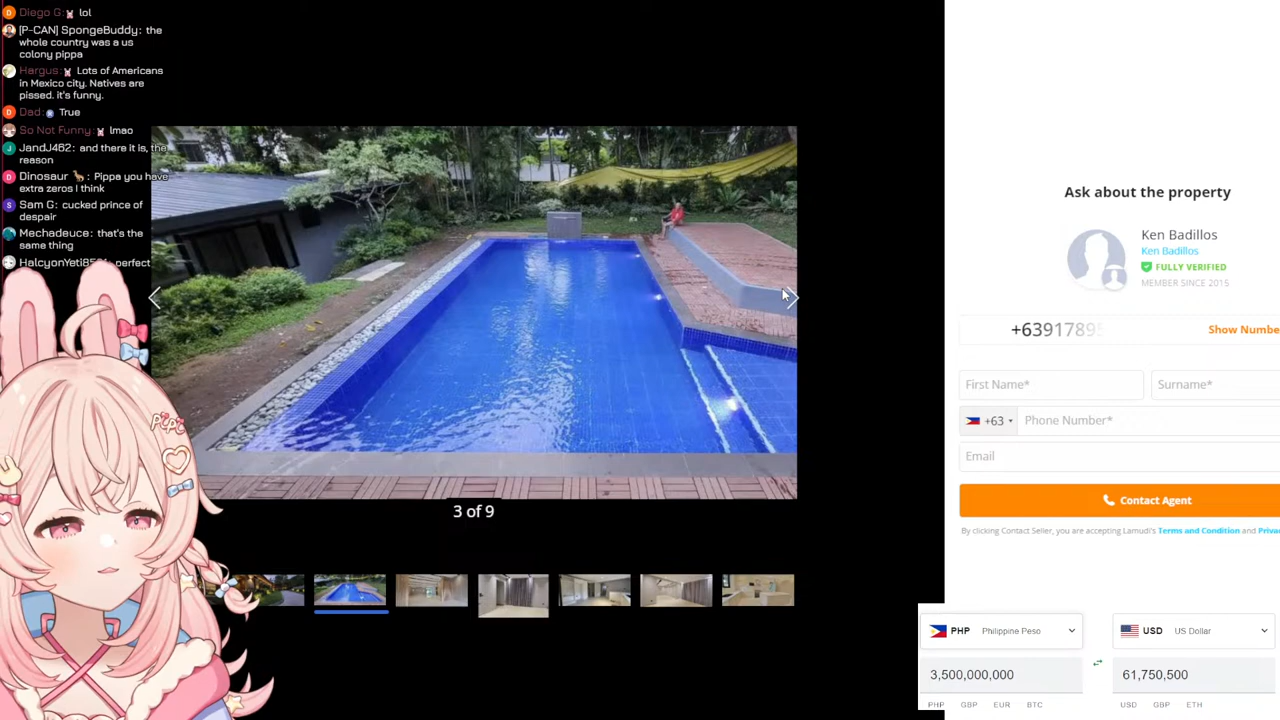 Diego G: lol
[P-CAN] SpongeBuddy: the
whole country was a us
colony pippa
Hargus: Lots of Americans
in Mexico city. Natives are
pissed. it's funny.
Dad: True
So Not Funny: lmao
JandJ462: and there it is, the
reason
Dinosaur: Pippa you have
extra zeros I think
Sam G: cucked prince of
despair
Mechadeuce: that's the
same thing
perfect
pipi
3 of 9
Ask about the property
Ken Badillos
Ken Badillos
FULLY VERIFIED
MEMBER SINCE 2015
+63917895
Show Numbe
First Name*
Surname*
+63
Phone Number*
Email
Contact Agent
By clicking Contact Seller, you are accepting Lamudi's Terms and Condition and Priva
PHP Philippine Peso
USD US Dollar
3,500,000,000
61,750,500
PHP GBP EUR BTC
USD GBP ETH